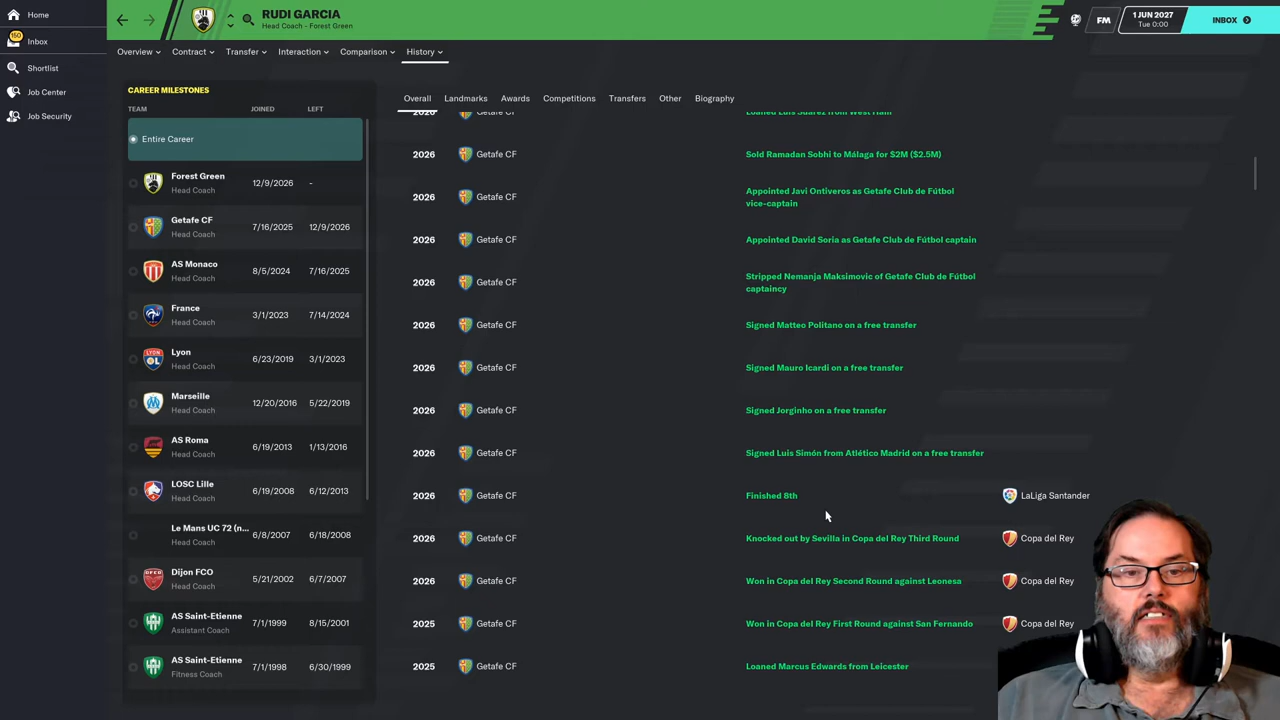 Home
RUDI GARCIA
Head Coach - Forest Green
FM
1 JUN 2027
Tue 0:00
INBOX
150
Inbox
Overview
Contract
Transfer
Interaction
Comparison
History
Shortlist
Job Center
Job Security
CAREER MILESTONES
TEAM JOINED LEFT
Entire Career
Forest Green
Head Coach
12/9/2026 -
Getafe CF
Head Coach
7/16/2025 12/9/2026
AS Monaco
Head Coach
8/5/2024 7/16/2025
France
Head Coach
3/1/2023 7/14/2024
Lyon
Head Coach
6/23/2019 3/1/2023
Marseille
Head Coach
12/20/2016 5/22/2019
AS Roma
Head Coach
6/19/2013 1/13/2016
LOSC Lille
Head Coach
6/19/2008 6/12/2013
Le Mans UC 72 (n...
Head Coach
6/8/2007 6/18/2008
Dijon FCO
Head Coach
5/21/2002 6/7/2007
AS Saint-Etienne
Assistant Coach
7/1/1999 8/15/2001
AS Saint-Etienne
Fitness Coach
7/1/1998 6/30/1999
Overall Landmarks Awards Competitions Transfers Other Biography
2026 Getafe CF Loaned Luis Suárez from West Ham
2026 Getafe CF Sold Ramadan Sobhi to Málaga for $2M ($2.5M)
2026 Getafe CF Appointed Javi Ontiveros as Getafe Club de Fútbol
vice-captain
2026 Getafe CF Appointed David Soria as Getafe Club de Fútbol captain
2026 Getafe CF Stripped Nemanja Maksimovic of Getafe Club de Fútbol
captaincy
2026 Getafe CF Signed Matteo Politano on a free transfer
2026 Getafe CF Signed Mauro Icardi on a free transfer
2026 Getafe CF Signed Jorginho on a free transfer
2026 Getafe CF Signed Luis Simón from Atlético Madrid on a free transfer
2026 Getafe CF Finished 8th LaLiga Santander
2026 Getafe CF Knocked out by Sevilla in Copa del Rey Third Round Copa del Rey
2026 Getafe CF Won in Copa del Rey Second Round against Leonesa Copa del Rey
2025 Getafe CF Won in Copa del Rey First Round against San Fernando Copa del Rey
2025 Getafe CF Loaned Marcus Edwards from Leicester